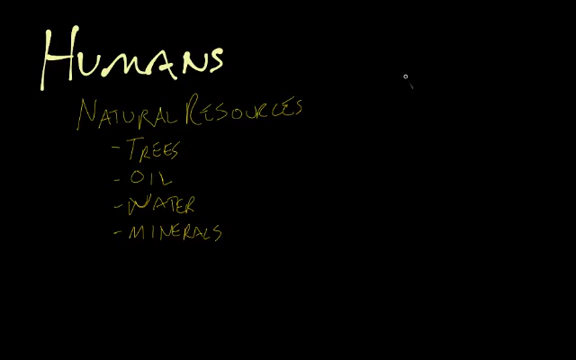 HUMANS
NATURAL RESOURCES
- TREES
- OIL
- WATER
- MINERALS